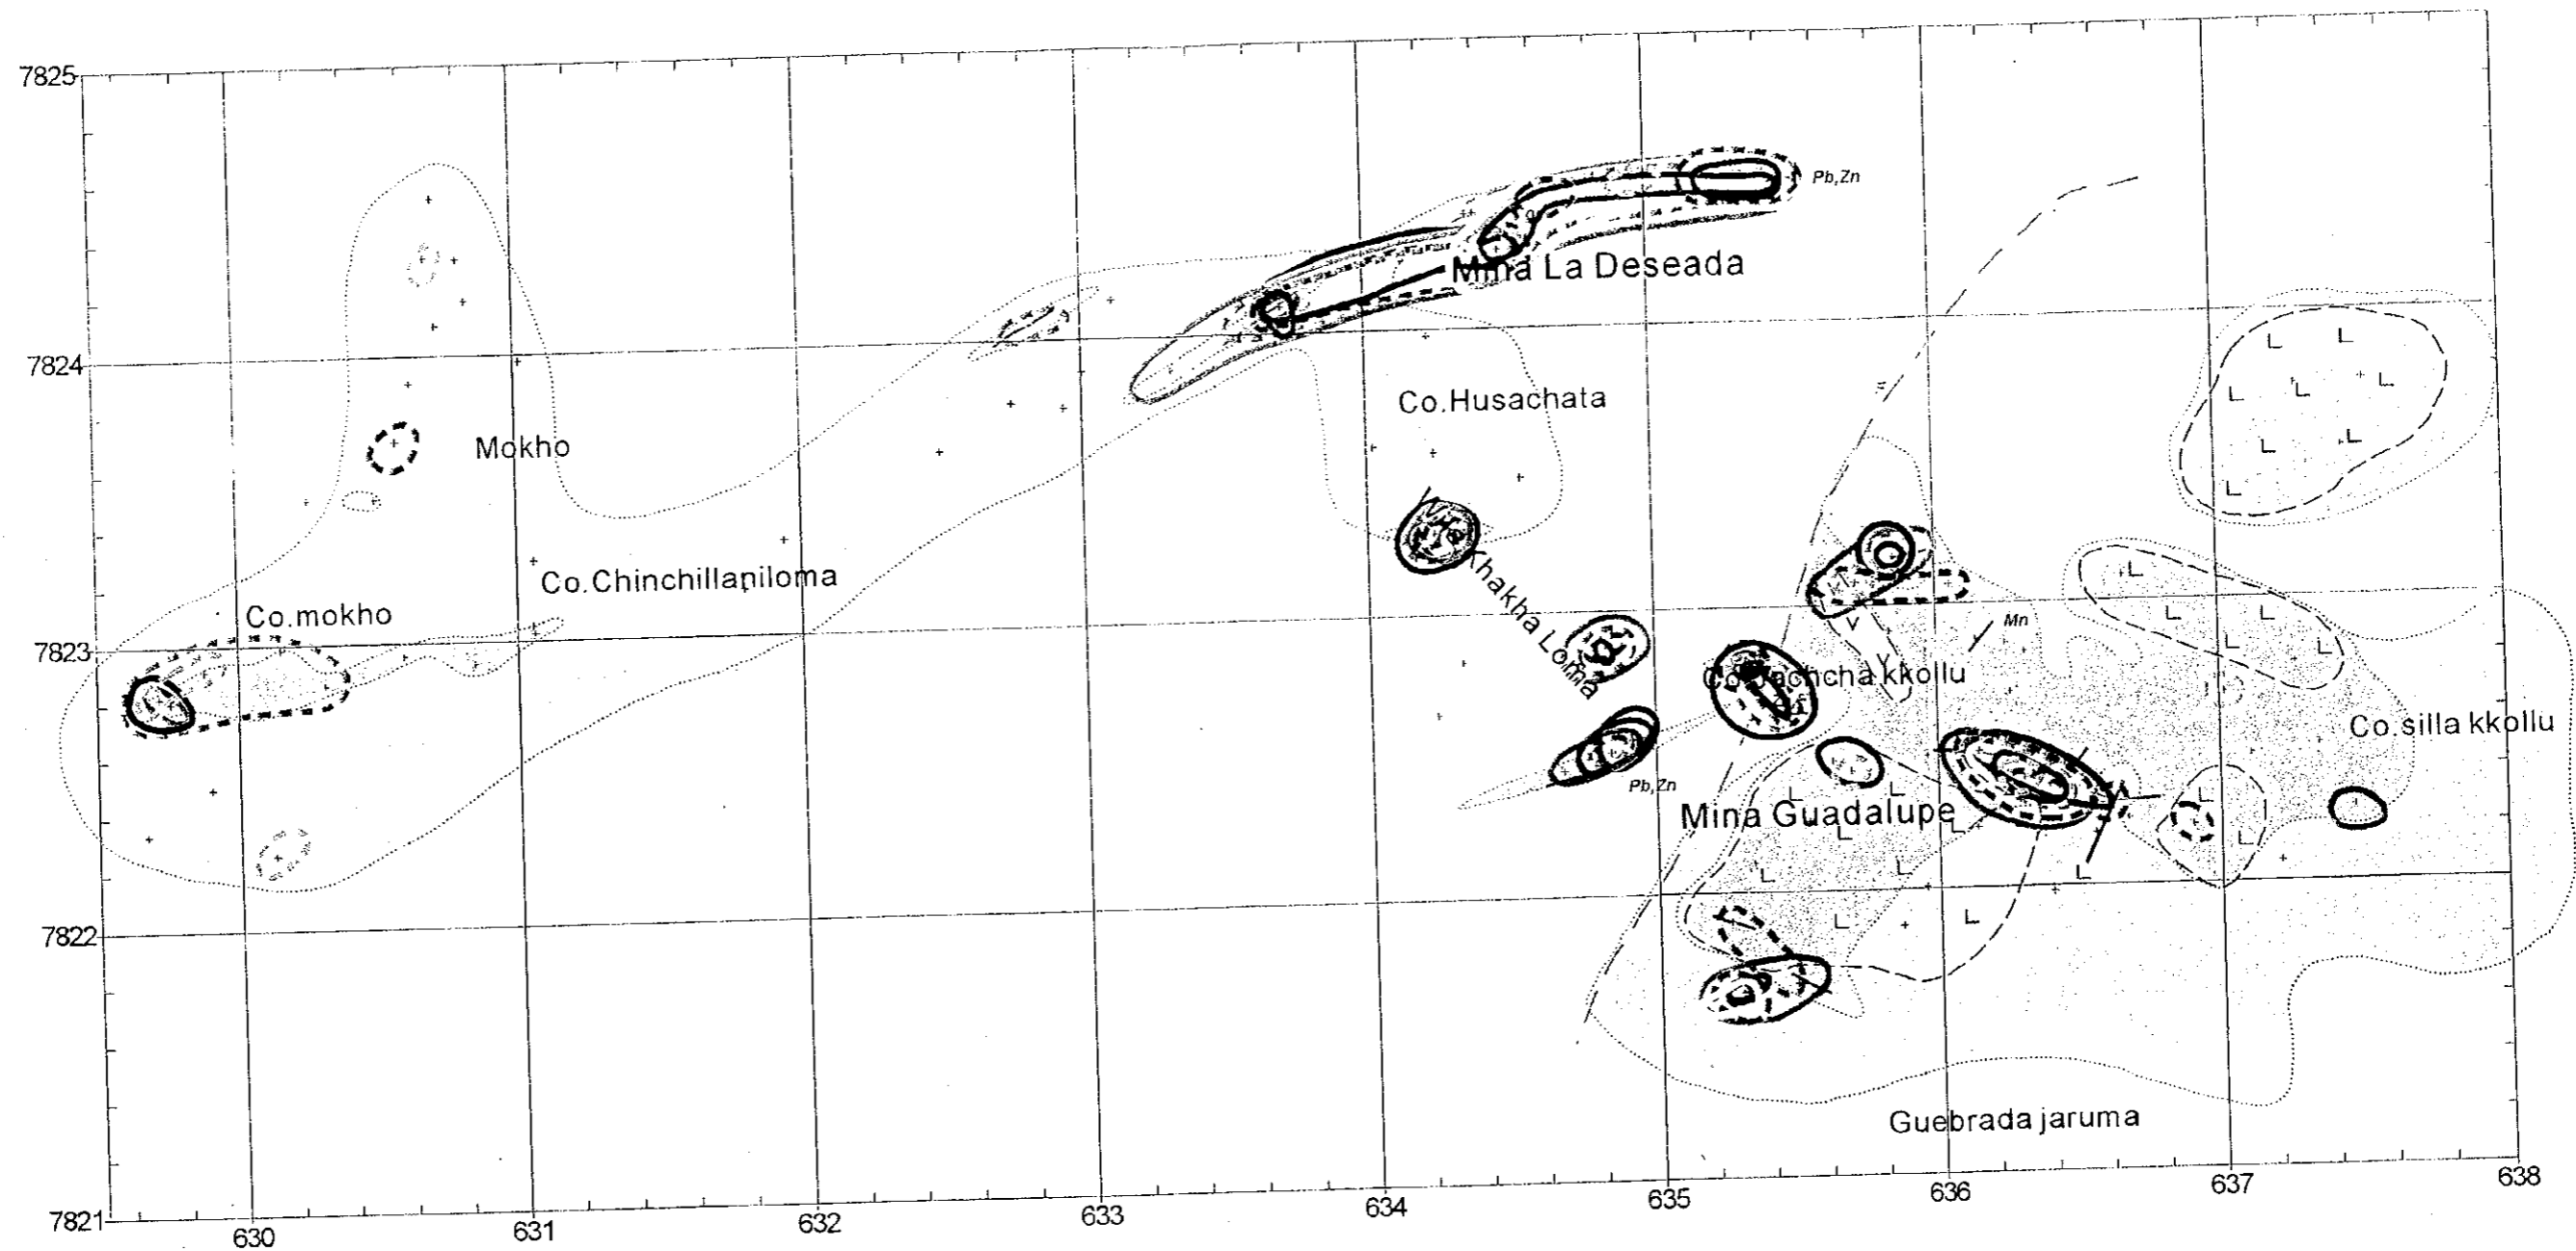 7825
Pb,Zn
Mina La Deseada
7824
Co.Husachata
Mokho
Co.Chinchillapiloma
Co.mokho
Khakha Loma
Mn
7823
kkollu
Co.silla kkollu
Pb,Zn
Mina Guadalupe
7822
Guebrada jaruma
7821
630
631
632
633
634
635
636
637
638